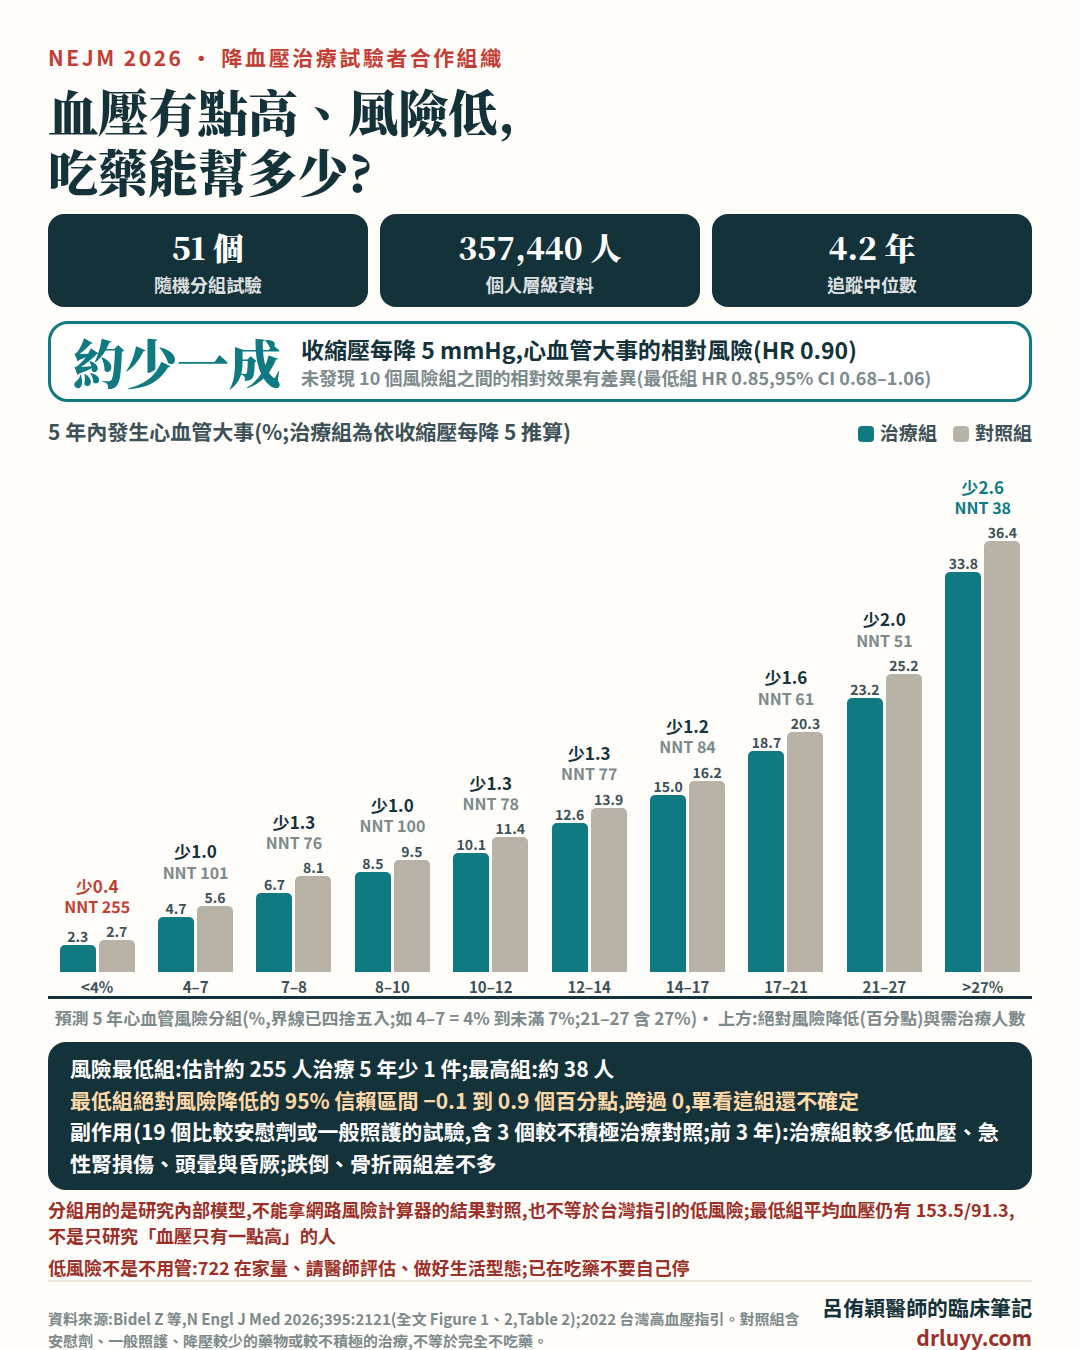 NEJM 2026 · 降血壓治療試驗者合作組織
血壓有點高、風險低,
吃藥能幫多少?
51 個
隨機分組試驗
357,440 人
個人層級資料
4.2 年
追蹤中位數
約少一成
收縮壓每降 5 mmHg,心血管大事的相對風險(HR 0.90)
未發現 10 個風險組之間的相對效果有差異(最低組 HR 0.85,95% CI 0.68–1.06)
5 年內發生心血管大事(%;治療組為依收縮壓每降 5 推算)
治療組
對照組
少0.4
NNT 255
2.3
2.7
<4%
少1.0
NNT 101
4.7
5.6
4–7
少1.3
NNT 76
6.7
8.1
7–8
少1.0
NNT 100
8.5
9.5
8–10
少1.3
NNT 78
10.1
11.4
10–12
少1.3
NNT 77
12.6
13.9
12–14
少1.2
NNT 84
15.0
16.2
14–17
少1.6
NNT 61
18.7
20.3
17–21
少2.0
NNT 51
23.2
25.2
21–27
少2.6
NNT 38
33.8
36.4
>27%
預測 5 年心血管風險分組(%,界線已四捨五入;如 4–7 = 4% 到未滿 7%;21–27 含 27%)· 上方:絕對風險降低(百分點)與需治療人數
風險最低組:估計約 255 人治療 5 年少 1 件;最高組:約 38 人
最低組絕對風險降低的 95% 信賴區間 −0.1 到 0.9 個百分點,跨過 0,單看這組還不確定
副作用(19 個比較安慰劑或一般照護的試驗,含 3 個較不積極治療對照;前 3 年):治療組較多低血壓、急
性腎損傷、頭暈與昏厥;跌倒、骨折兩組差不多
分組用的是研究內部模型,不能拿網路風險計算器的結果對照,也不等於台灣指引的低風險;最低組平均血壓仍有 153.5/91.3,
不是只研究「血壓只有一點高」的人
低風險不是不用管:722 在家量、請醫師評估、做好生活型態;已在吃藥不要自己停
資料來源:Bidel Z 等,N Engl J Med 2026;395:2121(全文 Figure 1、2,Table 2);2022 台灣高血壓指引。對照組含
安慰劑、一般照護、降壓較少的藥物或較不積極的治療,不等於完全不吃藥。
呂侑穎醫師的臨床筆記
drluyy.com